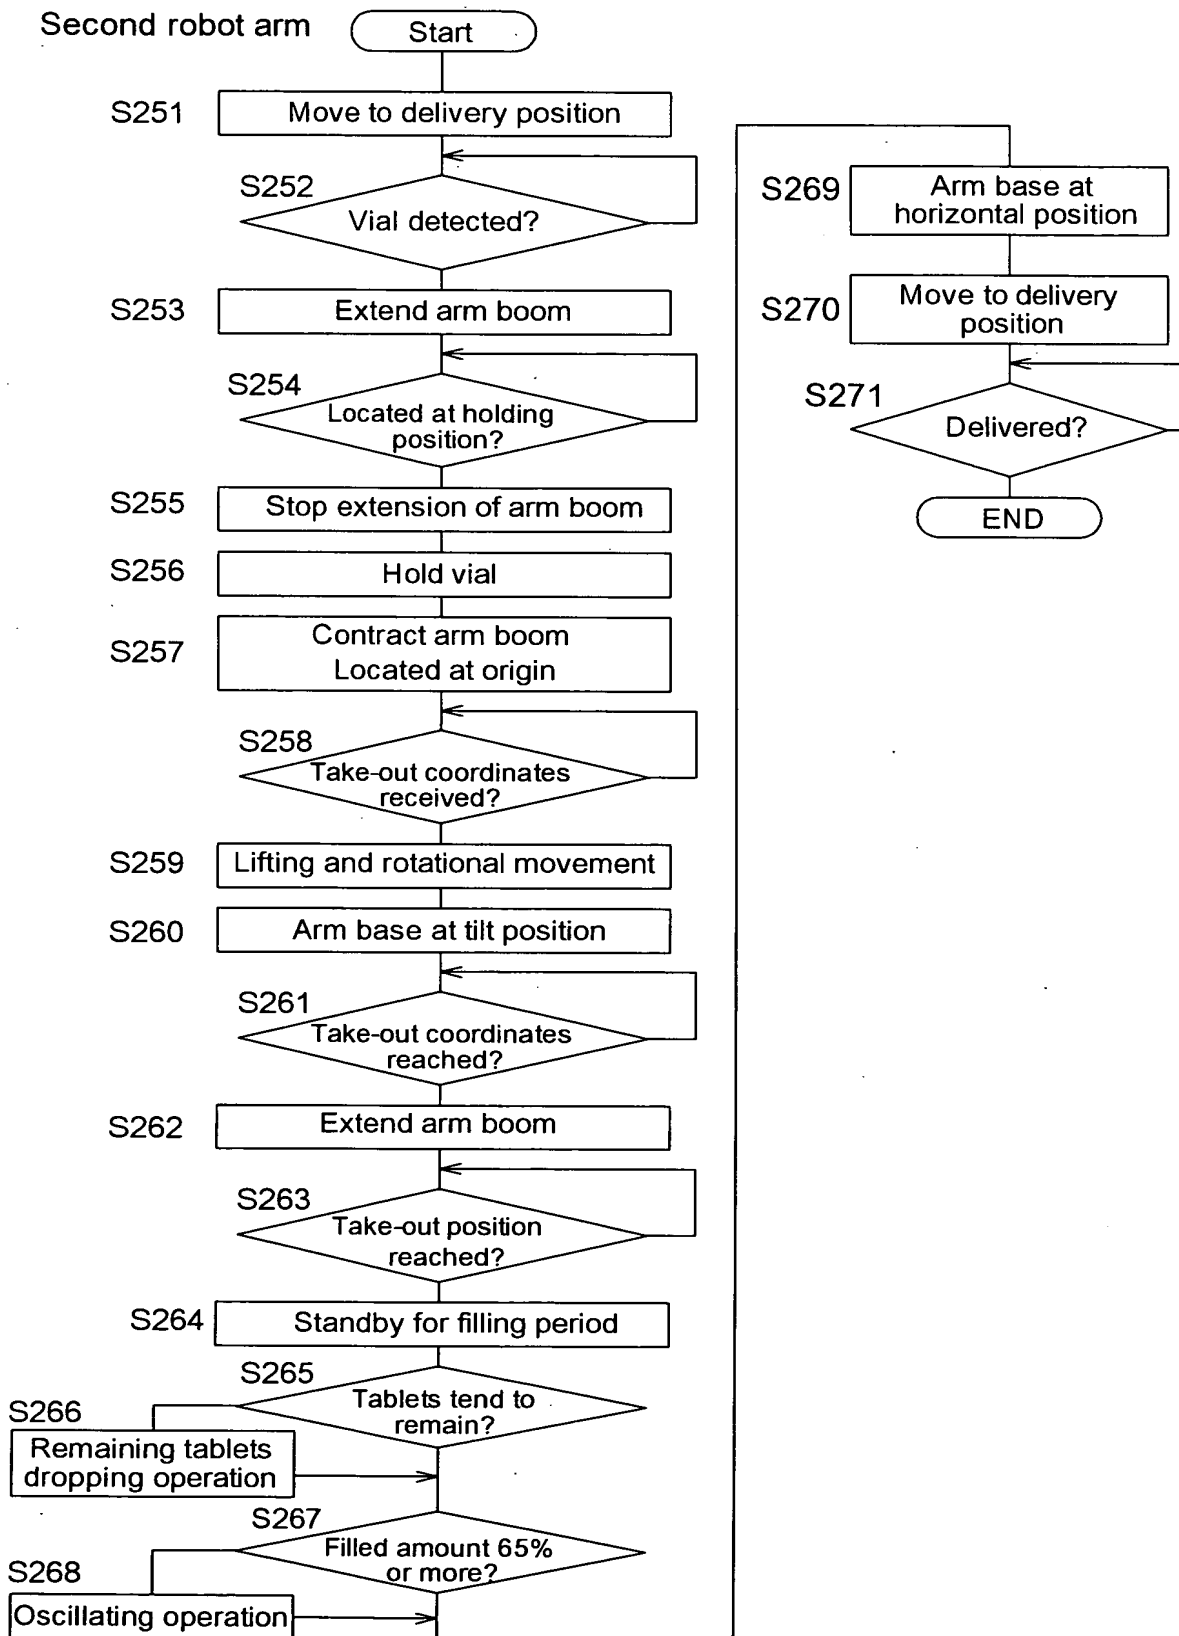 Second robot arm
Start
S251
Move to delivery position
S252
Vial detected?
S253
Extend arm boom
S254
Located at holding
position?
S255
Stop extension of arm boom
S256
Hold vial
S257
Contract arm boom
Located at origin
S258
Take-out coordinates
received?
S259
Lifting and rotational movement
S260
Arm base at tilt position
S261
Take-out coordinates
reached?
S262
Extend arm boom
S263
Take-out position
reached?
S264
Standby for filling period
S265
Tablets tend to
remain?
S266
Remaining tablets
dropping operation
S267
Filled amount 65%
or more?
S268
Oscillating operation
S269
Arm base at
horizontal position
S270
Move to delivery
position
S271
Delivered?
END